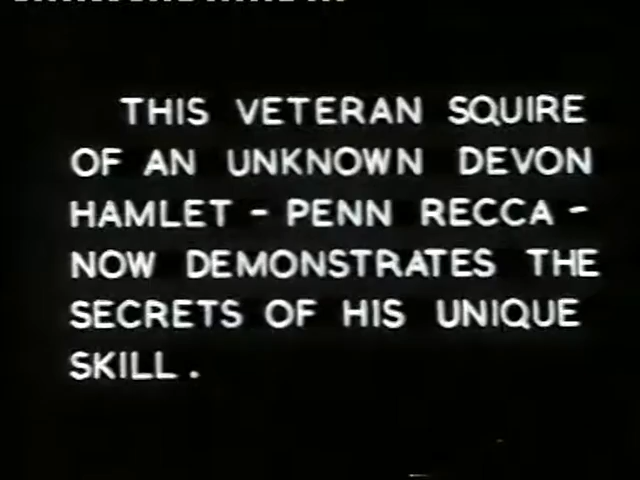 THIS VETERAN SQUIRE
OF AN UNKNOWN DEVON
HAMLET - PENN RECCA -
NOW DEMONSTRATES THE
SECRETS OF HIS UNIQUE
SKILL.